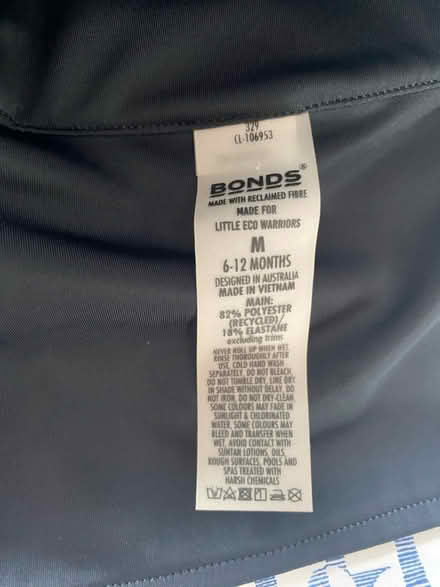 329
CL-106953
BONDS®
MADE WITH RECLAIMED FIBRE
MADE FOR
LITTLE ECO WARRIORS
M
6-12 MONTHS
DESIGNED IN AUSTRALIA
MADE IN VIETNAM
MAIN:
82% POLYESTER
(RECYCLED)/
18% ELASTANE
excluding trims
NEVER ROLL UP WHEN WET.
RINSE THOROUGHLY AFTER
USE, COLD HAND WASH
SEPARATELY, DO NOT BLEACH,
DO NOT TUMBLE DRY, LINE DRY
IN SHADE WITHOUT DELAY, DO
NOT IRON, DO NOT DRY-CLEAN.
SOME COLOURS MAY FADE IN
SUNLIGHT & CHLORINATED
WATER, SOME COLOURS MAY
BLEED AND TRANSFER WHEN
WET, AVOID CONTACT WITH
SUNTAN LOTIONS, OILS,
ROUGH SURFACES, POOLS AND
SPAS TREATED WITH
HARSH CHEMICALS